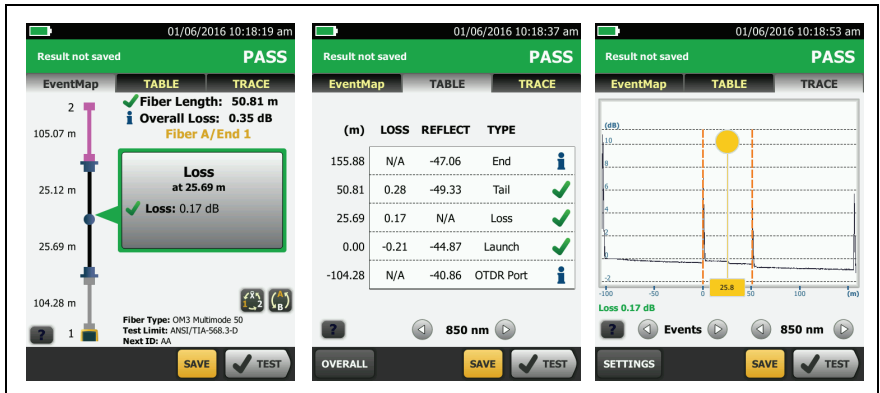 01/06/2016 10:18:19 am
Result not saved PASS
EventMap TABLE TRACE
2
Fiber Length: 50.81 m
Overall Loss: 0.35 dB
Fiber A/End 1
105.07 m
Loss
at 25.69 m
Loss: 0.17 dB
25.12 m
25.69 m
104.28 m
1 2
A B
Fiber Type: OM3 Multimode 50
Test Limit: ANSI/TIA-568.3-D
Next ID: AA
? 1
SAVE TEST
01/06/2016 10:18:37 am
Result not saved PASS
EventMap TABLE TRACE
(m) LOSS REFLECT TYPE
155.88 N/A -47.06 End i
50.81 0.28 -49.33 Tail
25.69 0.17 N/A Loss
0.00 -0.21 -44.87 Launch
-104.28 N/A -40.86 OTDR Port i
? 850 nm
OVERALL SAVE TEST
01/06/2016 10:18:53 am
Result not saved PASS
EventMap TABLE TRACE
(dB)
10
8
6
4
2
0
-2
25.8
-100 -50 0 50 100 (m)
Loss 0.17 dB
? Events 850 nm
SETTINGS SAVE TEST